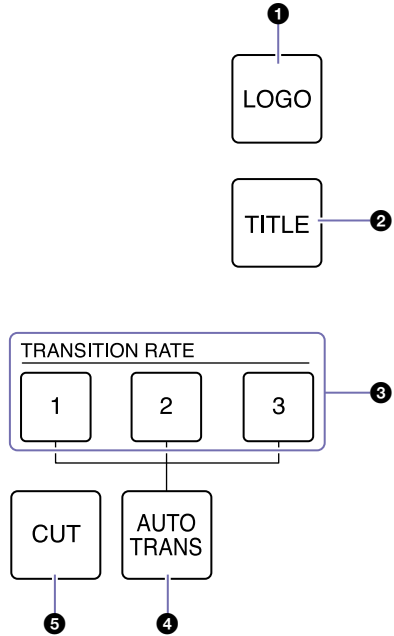 ❶
LOGO
TITLE ❷
TRANSITION RATE
1 2 3 ❸
CUT AUTO
TRANS
❺ ❹